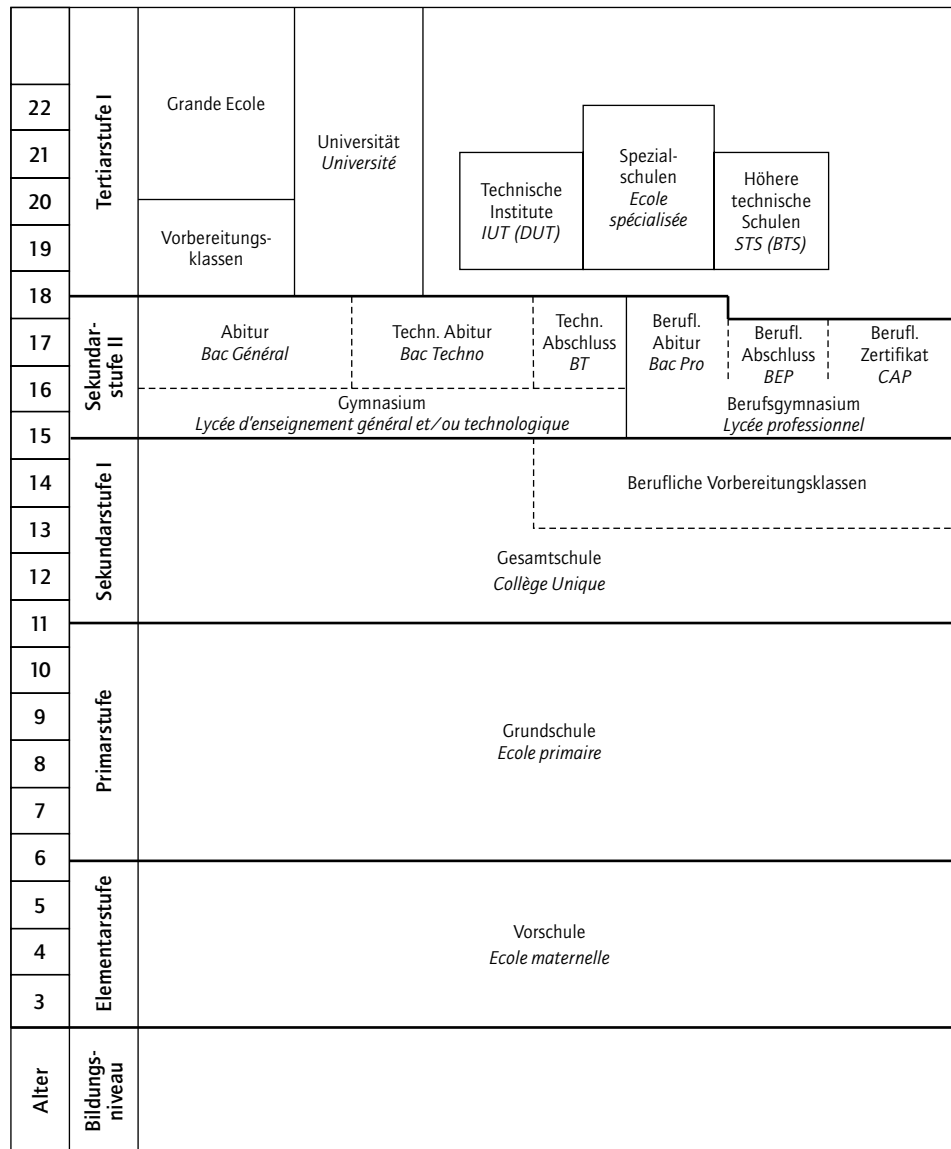 22
21
20
19
18
17
16
15
14
13
12
11
10
9
8
7
6
5
4
3
Alter
Tertiarstufe I
Sekundar-
stufe II
Sekundarstufe I
Primarstufe
Elementarstufe
Bildungs-
niveau
Grande Ecole
Vorbereitungs-
klassen
Universität
Université
Technische
Institute
IUT (DUT)
Spezial-
schulen
Ecole
spécialisée
Höhere
technische
Schulen
STS (BTS)
Abitur
Bac Général
Techn. Abitur
Bac Techno
Techn.
Abschluss
BT
Berufl.
Abitur
Bac Pro
Berufl.
Abschluss
BEP
Berufl.
Zertifikat
CAP
Gymnasium
Lycée d'enseignement général et/ou technologique
Berufsgymnasium
Lycée professionnel
Berufliche Vorbereitungsklassen
Gesamtschule
Collège Unique
Grundschule
Ecole primaire
Vorschule
Ecole maternelle